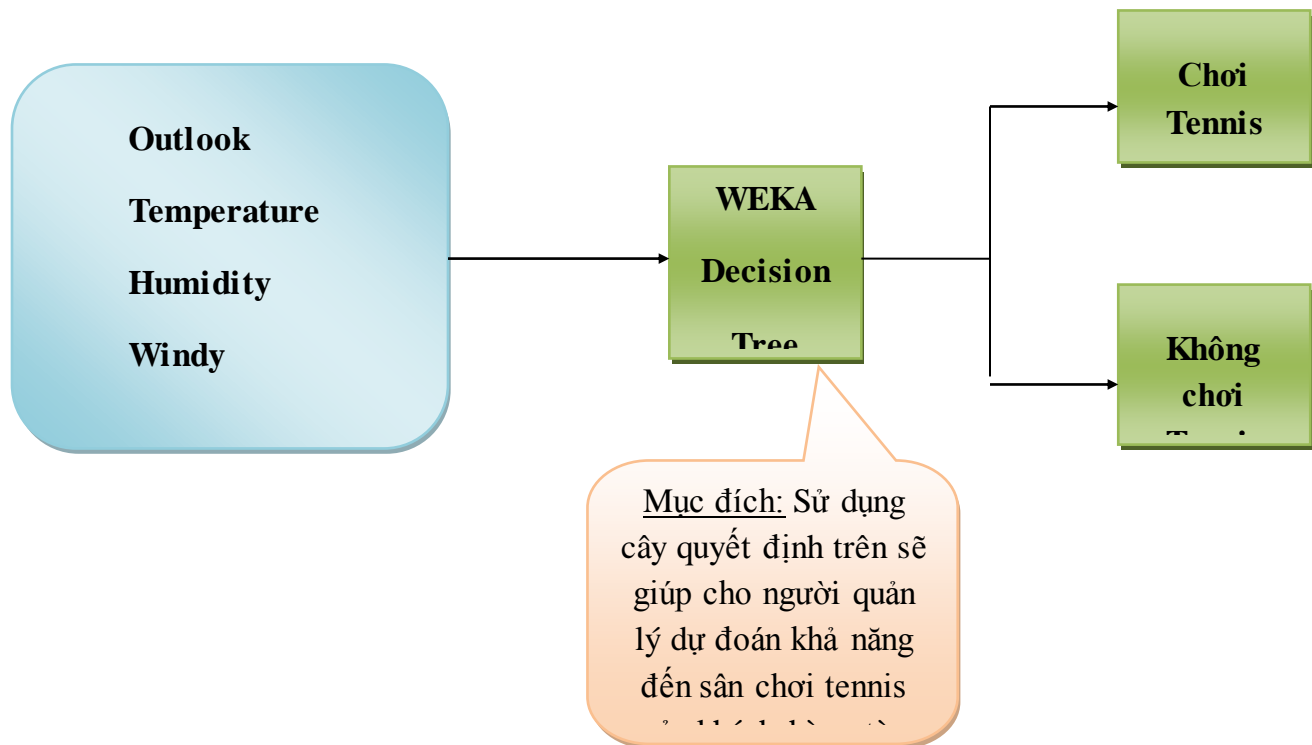 Outlook
Temperature
Humidity
Windy
WEKA
Decision
Tree
Chơi
Tennis
Không
chơi
Mục đích: Sử dụng
cây quyết định trên sẽ
giúp cho người quản
lý dự đoán khả năng
đến sân chơi tennis